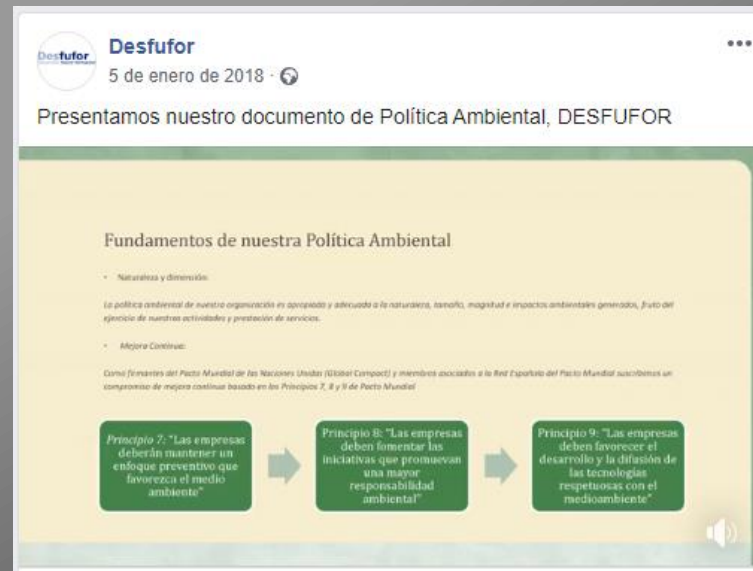 Desfufor
Desfufor
5 de enero de 2018
Presentamos nuestro documento de Política Ambiental, DESFUFOR
Fundamentos de nuestra Política Ambiental
• Naturaleza y dimensión:
La política ambiental de nuestra organización es apropiada y adecuada a la naturaleza, tamaño, magnitud e impactos ambientales generados, fruto del
ejercicio de nuestras actividades y prestación de servicios.
• Mejora Continua:
Como firmantes del Pacto Mundial de las Naciones Unidas (Global Compact) y miembros asociados a la Red Española del Pacto Mundial suscribimos un
compromiso de mejora continua basado en los Principios 7, 8 y 9 de Pacto Mundial
Principio 7: "Las empresas
deberán mantener un
enfoque preventivo que
favorezca el medio
ambiente"
Principio 8: "Las empresas
deben fomentar las
iniciativas que promuevan
una mayor
responsabilidad
ambiental"
Principio 9: "Las empresas
deben favorecer el
desarrollo y la difusión de
las tecnologías
respetuosas con el
medioambiente"